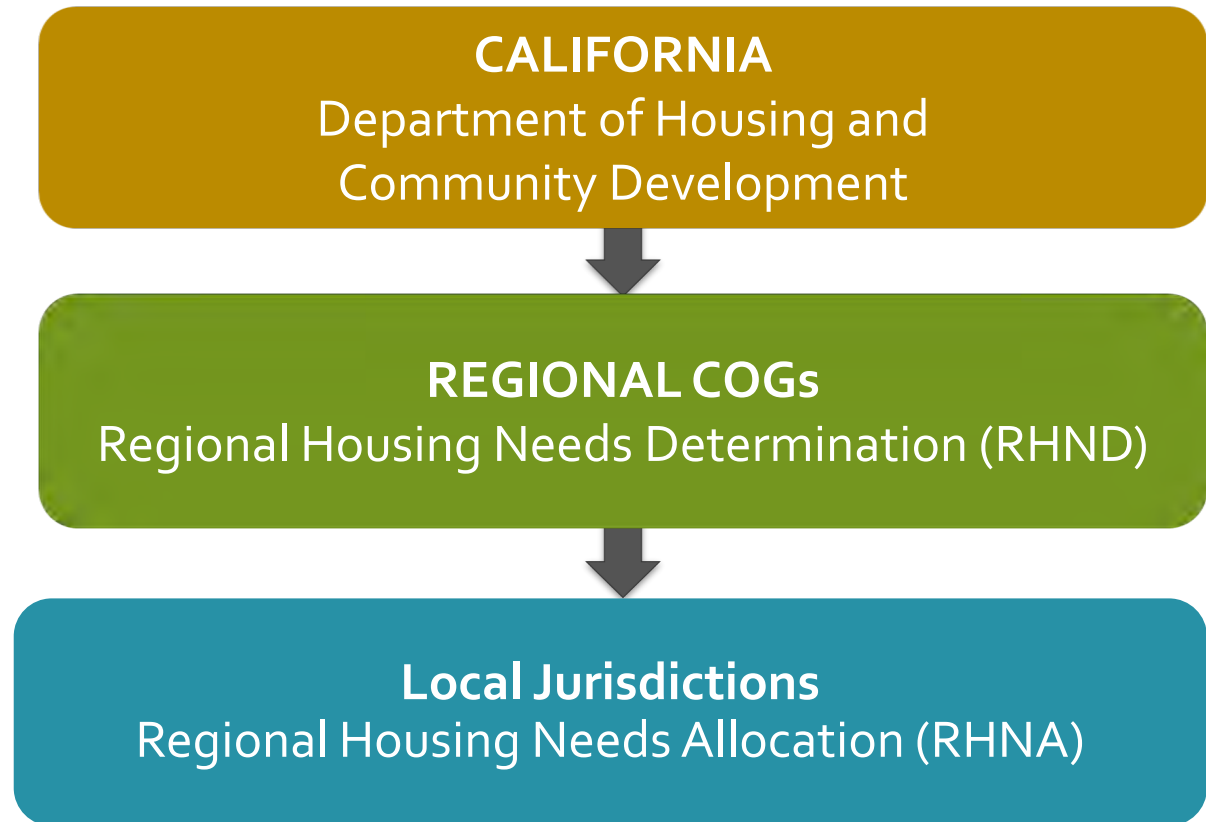 CALIFORNIA
Department of Housing and
Community Development
REGIONAL COGs
Regional Housing Needs Determination (RHND)
Local Jurisdictions
Regional Housing Needs Allocation (RHNA)